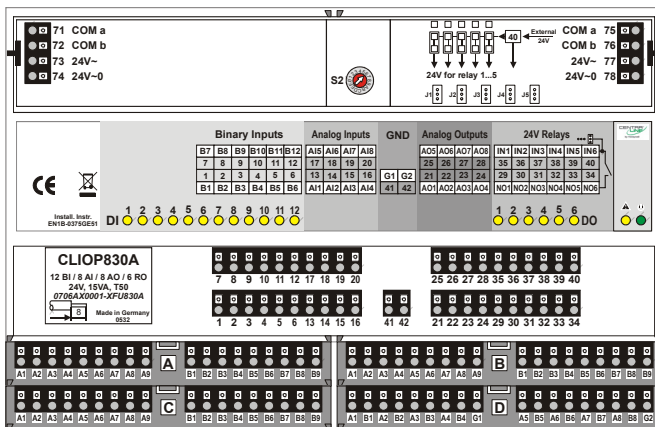 71 COM a
72 COM b
73 24V~
74 24V~0
S2
40
External
24V
24V for relay 1...5
J1 J2 J3 J4 J5
COM a 75
COM b 76
24V~ 77
24V~0 78
Binary Inputs Analog Inputs GND Analog Outputs 24V Relays
B7 B8 B9 B10 B11 B12 AI5 AI6 AI7 AI8 AO5 AO6 AO7 AO8 IN1 IN2 IN3 IN4 IN5 IN6
7 8 9 10 11 12 17 18 19 20 25 26 27 28 35 36 37 38 39 40
1 2 3 4 5 6 13 14 15 16 G1 G2 21 22 23 24 29 30 31 32 33 34
B1 B2 B3 B4 B5 B6 AI1 AI2 AI3 AI4 41 42 AO1 AO2 AO3 AO4 NO1 NO2 NO3 NO4 NO5 NO6
CE
CENTRA
LINE
Install. Instr.
EN1B-0375GE51
DI 1 2 3 4 5 6 7 8 9 10 11 12
1 2 3 4 5 6 DO
CLIOP830A
12 BI / 8 AI / 8 AO / 6 RO
24V, 15VA, T50
0706AX0001-XFU830A
8
Made in Germany
0532
7 8 9 10 11 12 17 18 19 20 25 26 27 28 35 36 37 38 39 40
1 2 3 4 5 6 13 14 15 16 41 42 21 22 23 24 29 30 31 32 33 34
A1 A2 A3 A4 A5 A6 A7 A8 A9 A B1 B2 B3 B4 B5 B6 B7 B8 B9
A1 A2 A3 A4 A5 A6 A7 A8 A9 B B1 B2 B3 B4 B5 B6 B7 B8 B9
A1 A2 A3 A4 A5 A6 A7 A8 A9 C B1 B2 B3 B4 B5 B6 B7 B8 B9
A1 B1 A2 B2 A3 B3 A4 B4 G1 D A5 B5 A6 B6 A7 B7 A8 B8 G2